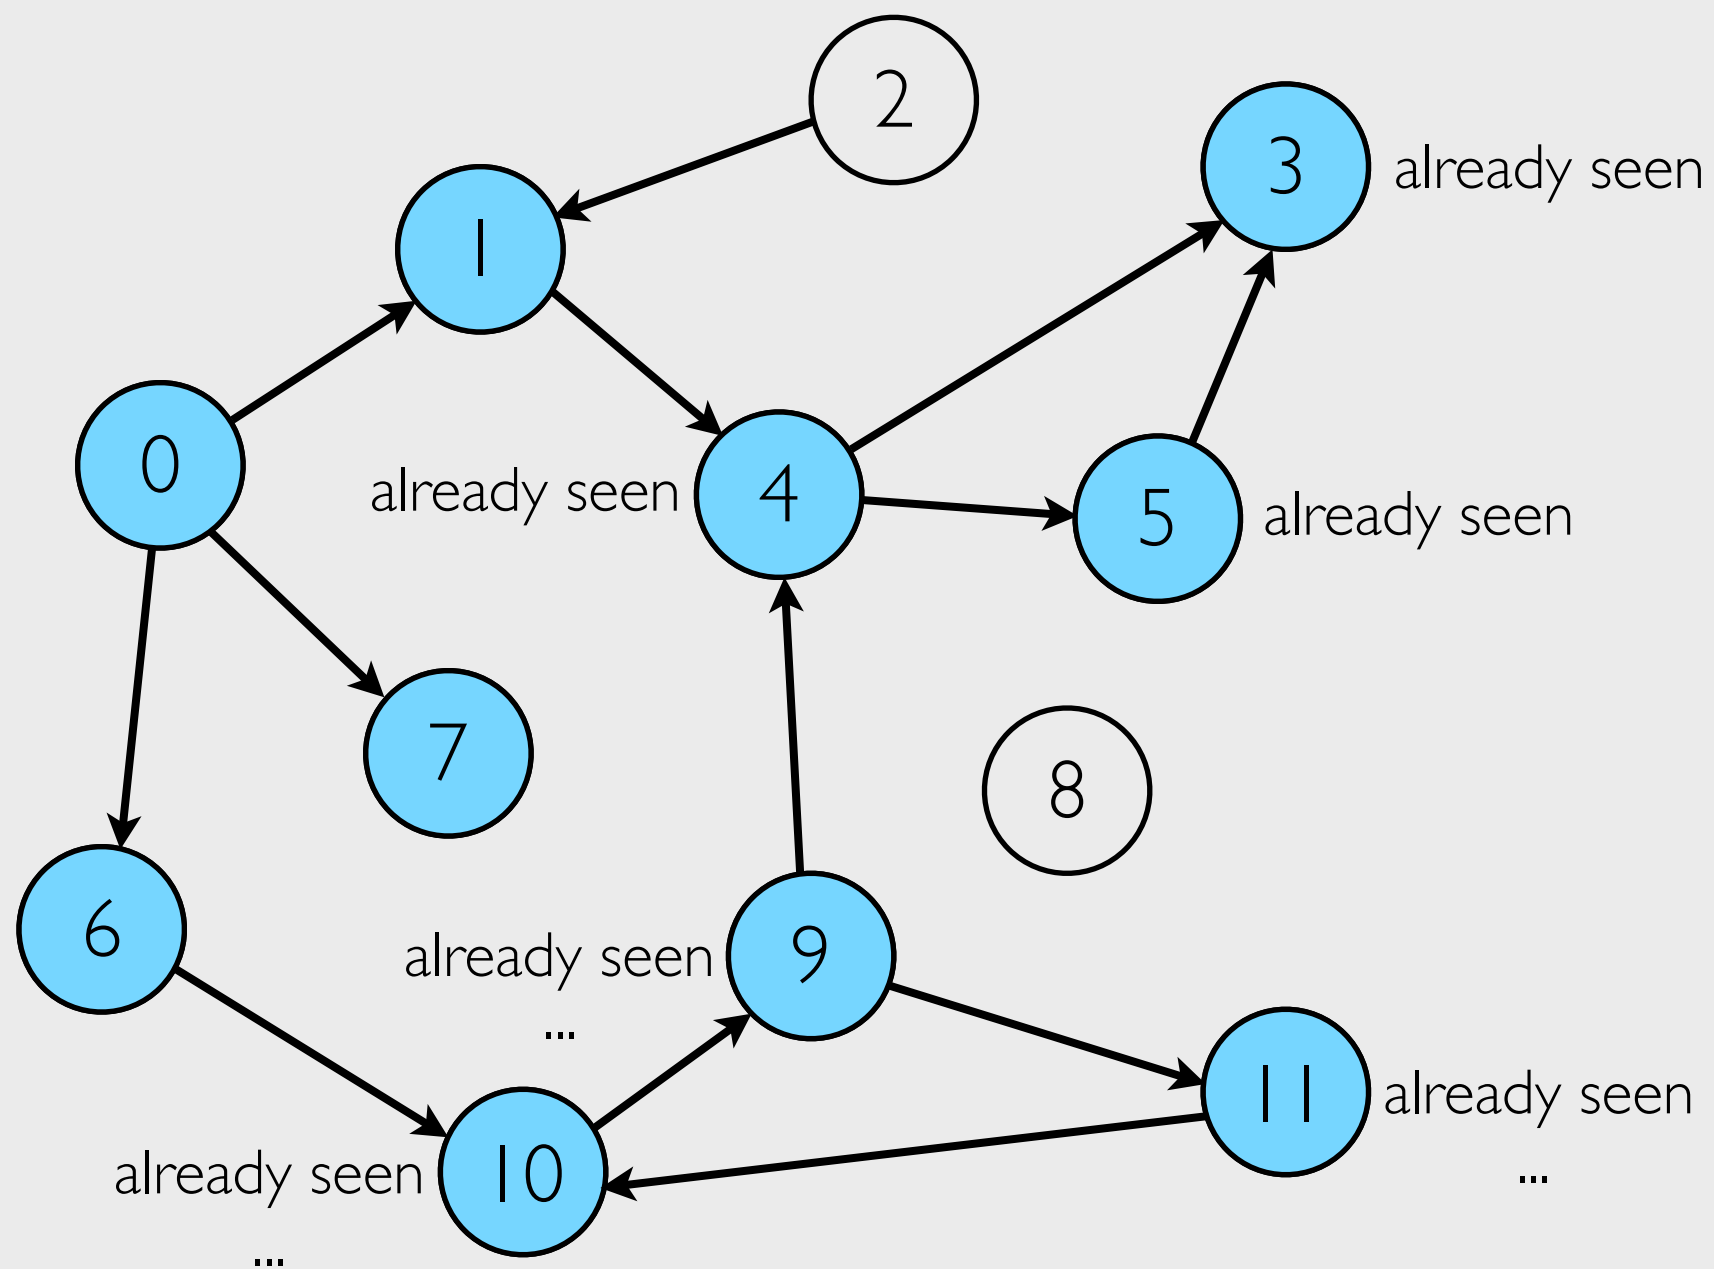 2
3 already seen
1
0
already seen 4
5 already seen
7
8
6
already seen 9
...
11 already seen
...
already seen 10
...